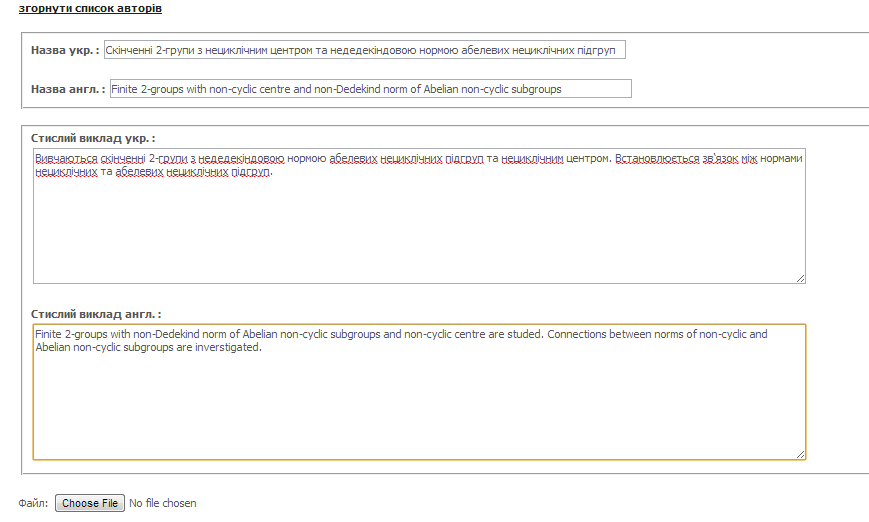 згорнути список авторів
Назва укр. : Скінченні 2-групи з нециклічним центром та недедекіндовою нормою абелевих нециклічних підгруп
Назва англ. : Finite 2-groups with non-cyclic centre and non-Dedekind norm of Abelian non-cyclic subgroups
Стислий виклад укр. :
Вивчаються скінченні 2-групи з недедекіндовою нормою абелевих нециклічних підгруп та нециклічним центром. Встановлюється зв'язок між нормами
нециклічних та абелевих нециклічних підгруп.
Стислий виклад англ. :
Finite 2-groups with non-Dedekind norm of Abelian non-cyclic subgroups and non-cyclic centre are studed. Connections between norms of non-cyclic and
Abelian non-cyclic subgroups are inverstigated.
Файл: Choose File No file chosen